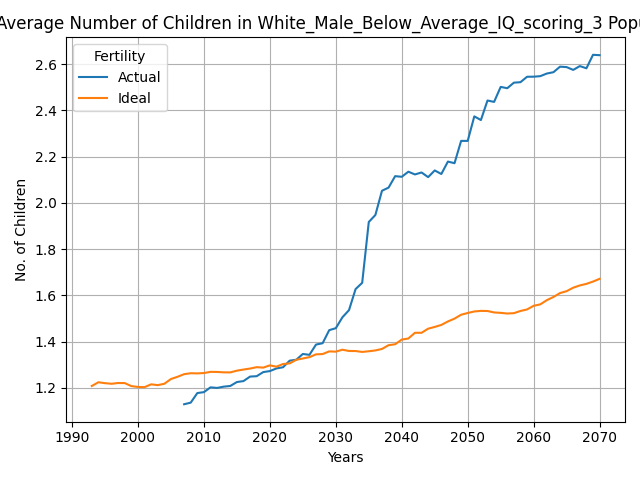 Average Number of Children in White_Male_Below_Average_IQ_scoring_3 Popu
Fertility
Actual
Ideal
No. of Children
2.6
2.4
2.2
2.0
1.8
1.6
1.4
1.2
1990 2000 2010 2020 2030 2040 2050 2060 2070
Years